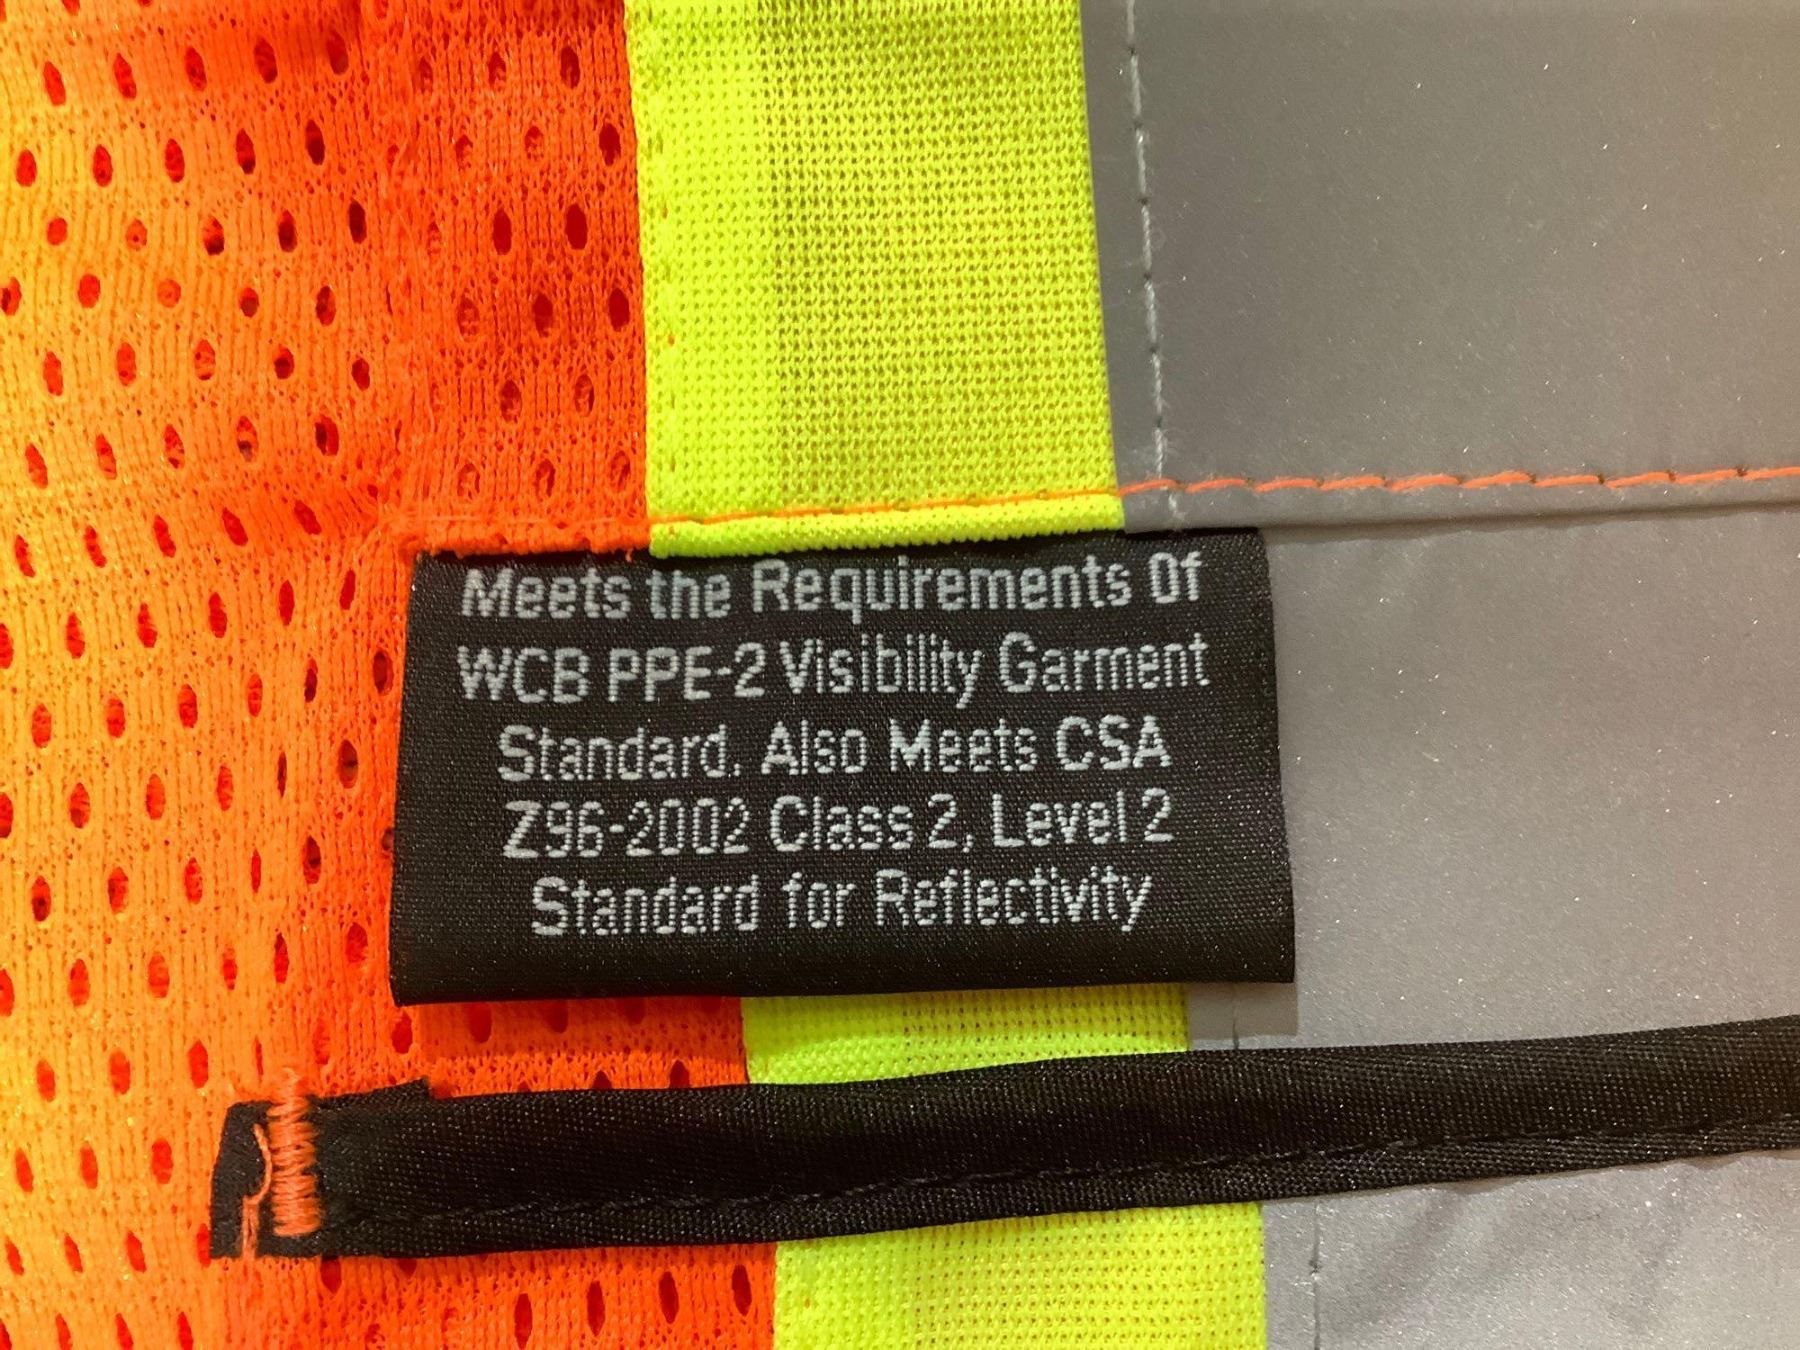 Meets the Requirements Of
WCB PPE-2 Visibility Garment
Standard. Also Meets CSA
Z96-2002 Class 2, Level 2
Standard for Reflectivity